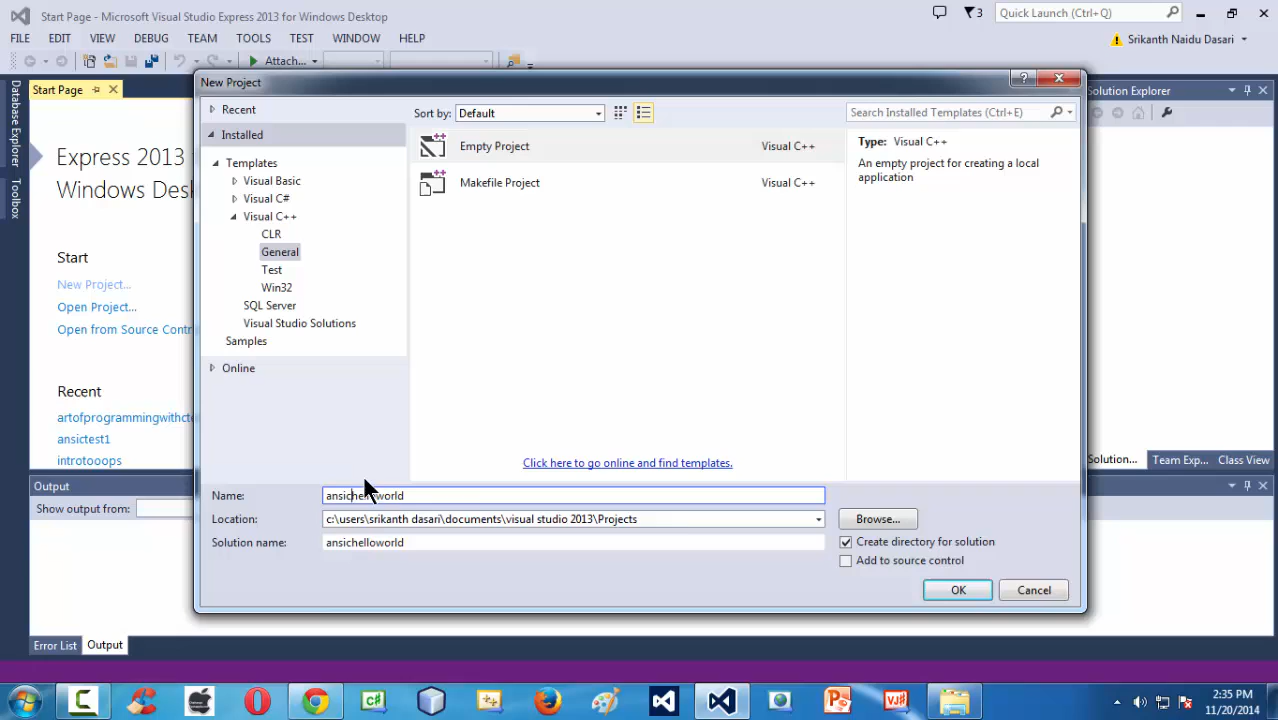 Start Page - Microsoft Visual Studio Express 2013 for Windows Desktop
3
Quick Launch (Ctrl+Q)
FILE EDIT VIEW DEBUG TEAM TOOLS TEST WINDOW HELP
Srikanth Naidu Dasari
Attach...
Database Explorer
Toolbox
Start Page
Solution Explorer
Express 2013
Windows Desk
Start
New Project...
Open Project...
Open from Source Contr
Recent
artofprogrammingwithc
ansictest1
introtooops
New Project
Recent
Installed
Templates
Visual Basic
Visual C#
Visual C++
CLR
General
Test
Win32
SQL Server
Visual Studio Solutions
Samples
Online
Sort by: Default
Search Installed Templates (Ctrl+E)
Empty Project Visual C++
Makefile Project Visual C++
Type: Visual C++
An empty project for creating a local
application
Click here to go online and find templates.
Name: ansichelloworld
Location: c:\users\srikanth dasari\documents\visual studio 2013\Projects
Browse...
Solution name: ansichelloworld
Create directory for solution
Add to source control
OK Cancel
Solution... Team Exp... Class View
Output
Show output from:
Error List Output
2:35 PM
11/20/2014